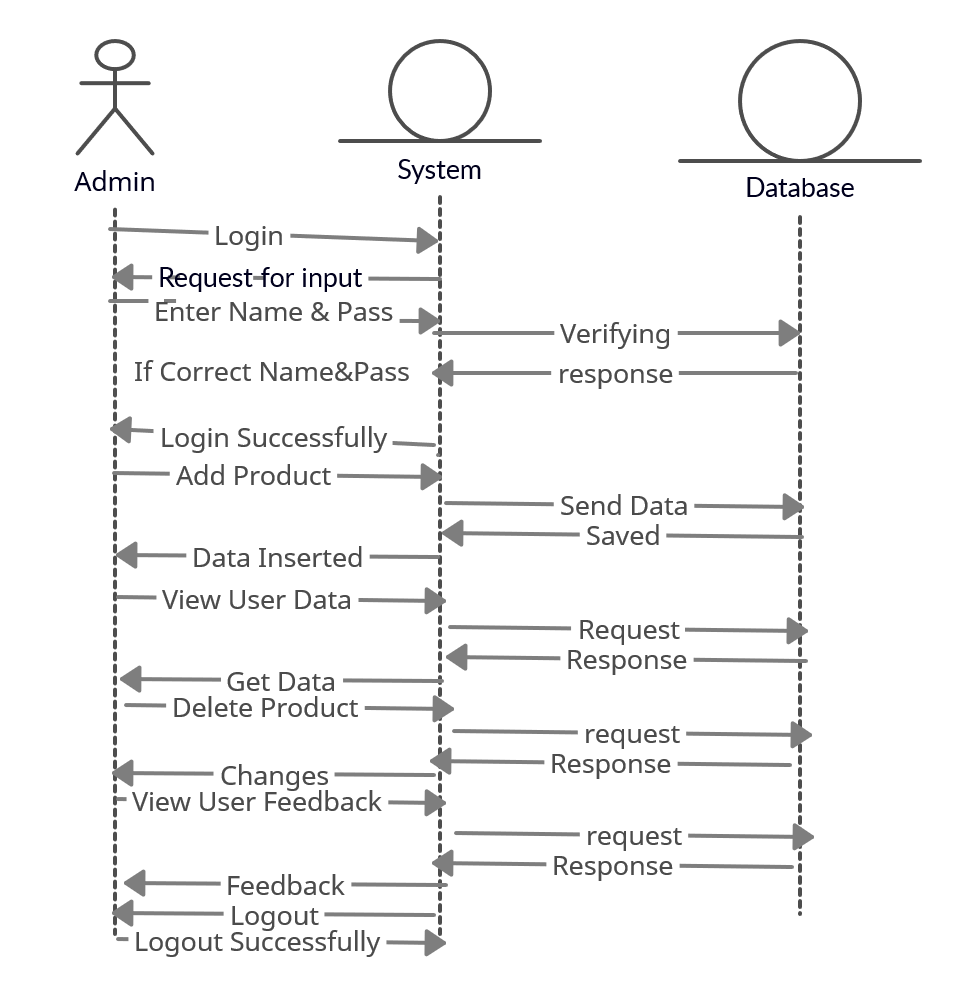 Admin
System
Database
Login
Request for input
Enter Name & Pass
Verifying
If Correct Name&Pass
response
Login Successfully
Add Product
Send Data
Saved
Data Inserted
View User Data
Request
Response
Get Data
Delete Product
request
Response
Changes
View User Feedback
request
Response
Feedback
Logout
Logout Successfully